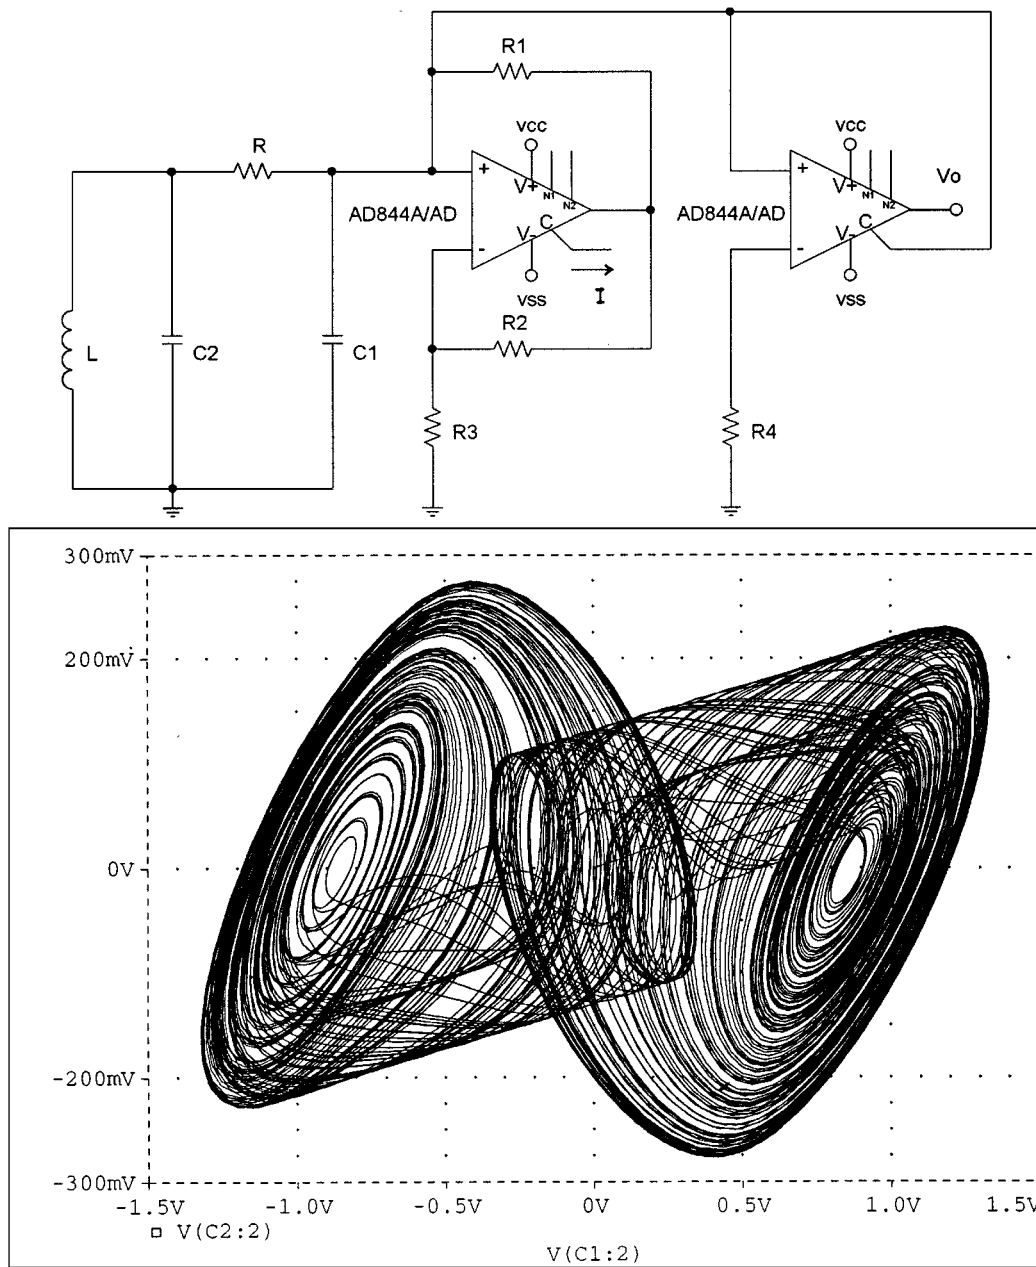 R1
R
VCC
VCC
Vo
+
V+
N1
N2
+
V+
N1
N2
AD844A/AD
C
AD844A/AD
C
-
V-
-
V-
VSS
I
VSS
R2
L
C2
C1
R3
R4
300mV
200mV
0V
-200mV
-300mV
-1.5V
-1.0V
-0.5V
0V
0.5V
1.0V
1.5V
V(C2:2)
V(C1:2)